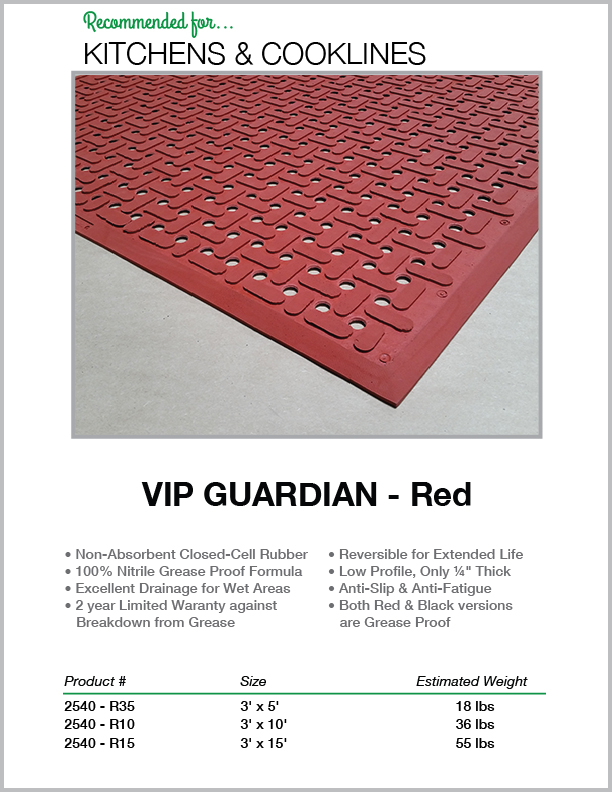 Recommended for...
KITCHENS & COOKLINES
VIP GUARDIAN - Red
• Non-Absorbent Closed-Cell Rubber
• 100% Nitrile Grease Proof Formula
• Excellent Drainage for Wet Areas
• 2 year Limited Waranty against
Breakdown from Grease
• Reversible for Extended Life
• Low Profile, Only ¼" Thick
• Anti-Slip & Anti-Fatigue
• Both Red & Black versions
are Grease Proof
Product # Size Estimated Weight
2540 - R35 3' x 5' 18 lbs
2540 - R10 3' x 10' 36 lbs
2540 - R15 3' x 15' 55 lbs